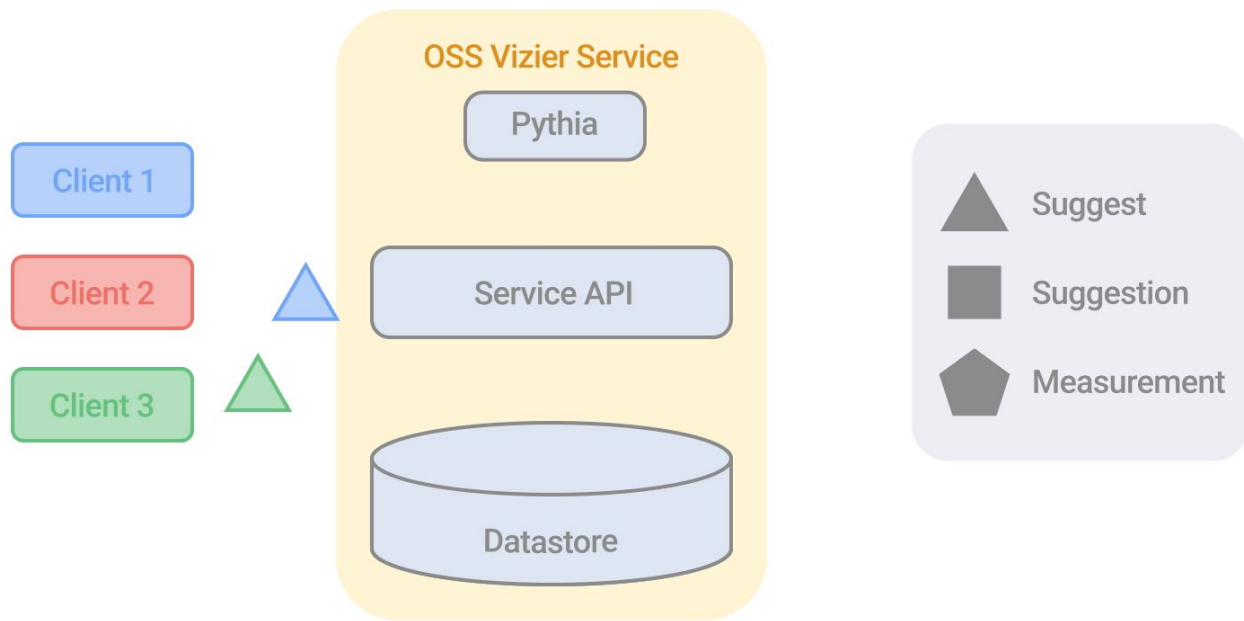 OSS Vizier Service
Pythia
Client 1
Client 2
Client 3
Service API
Datastore
Suggest
Suggestion
Measurement